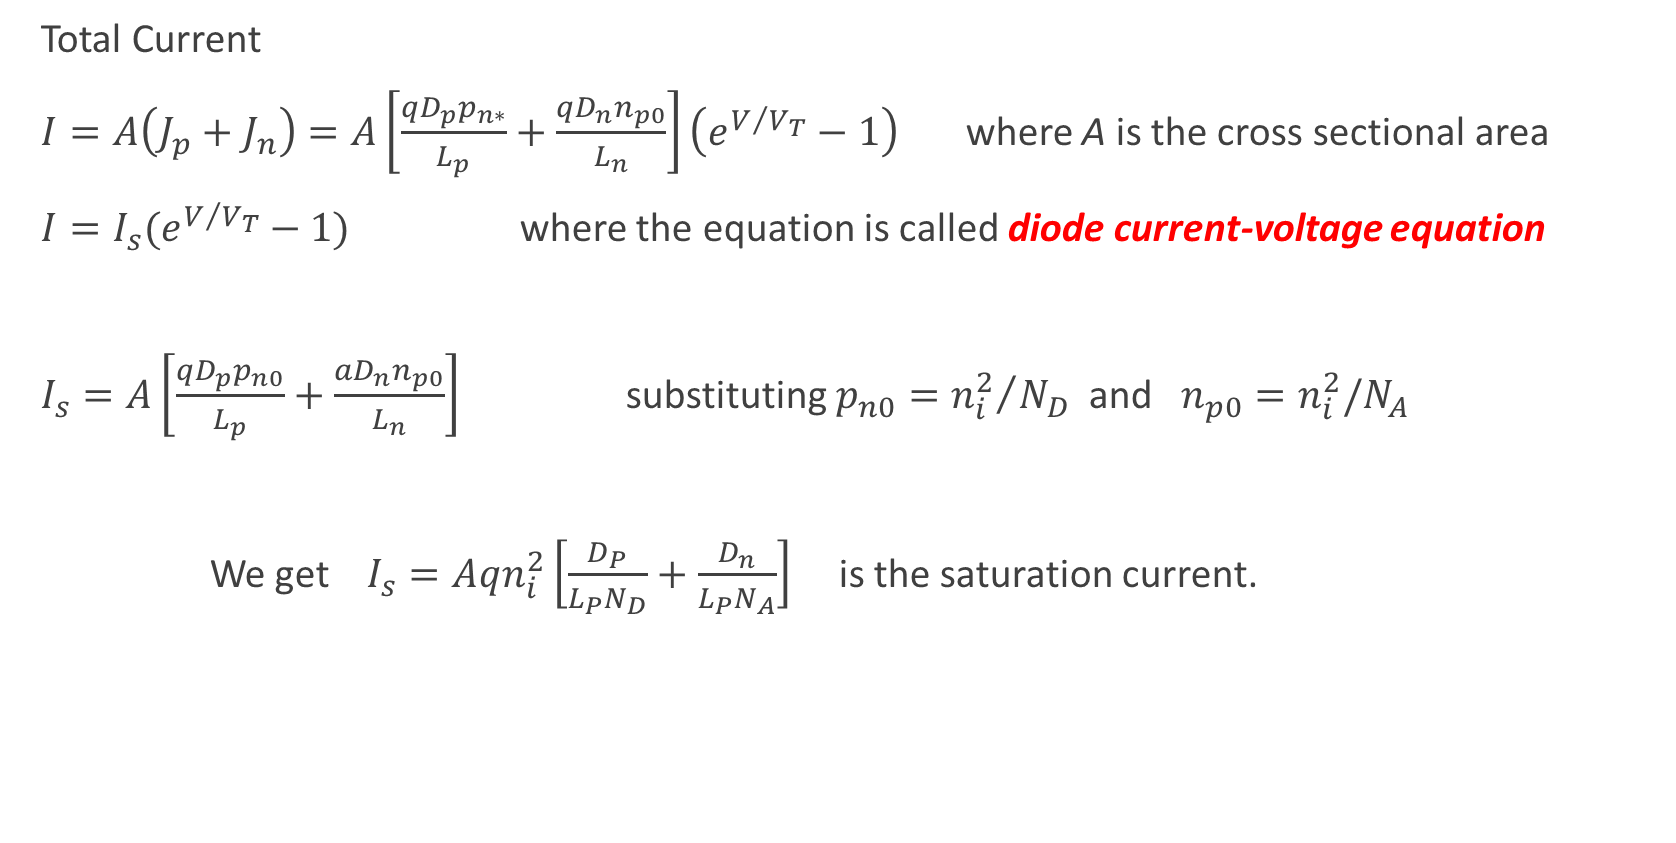 Total Current
I = A(J_p + J_n) = A [ qD_p p_{n*} / L_p + qD_n n_{p0} / L_n ] (e^{V/V_T} − 1) where A is the cross sectional area
I = I_s(e^{V/V_T} − 1) where the equation is called diode current-voltage equation
I_s = A [ qD_p p_{n0} / L_p + aD_n n_{p0} / L_n ] substituting p_{n0} = n_i^2/N_D and n_{p0} = n_i^2/N_A
We get I_s = Aqn_i^2 [ D_P / L_P N_D + D_n / L_P N_A ] is the saturation current.